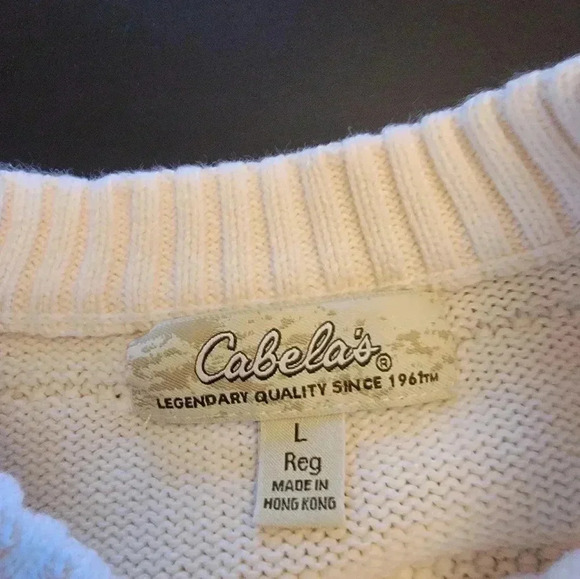 Cabela's®
LEGENDARY QUALITY SINCE 1961™
L
Reg
MADE IN
HONG KONG